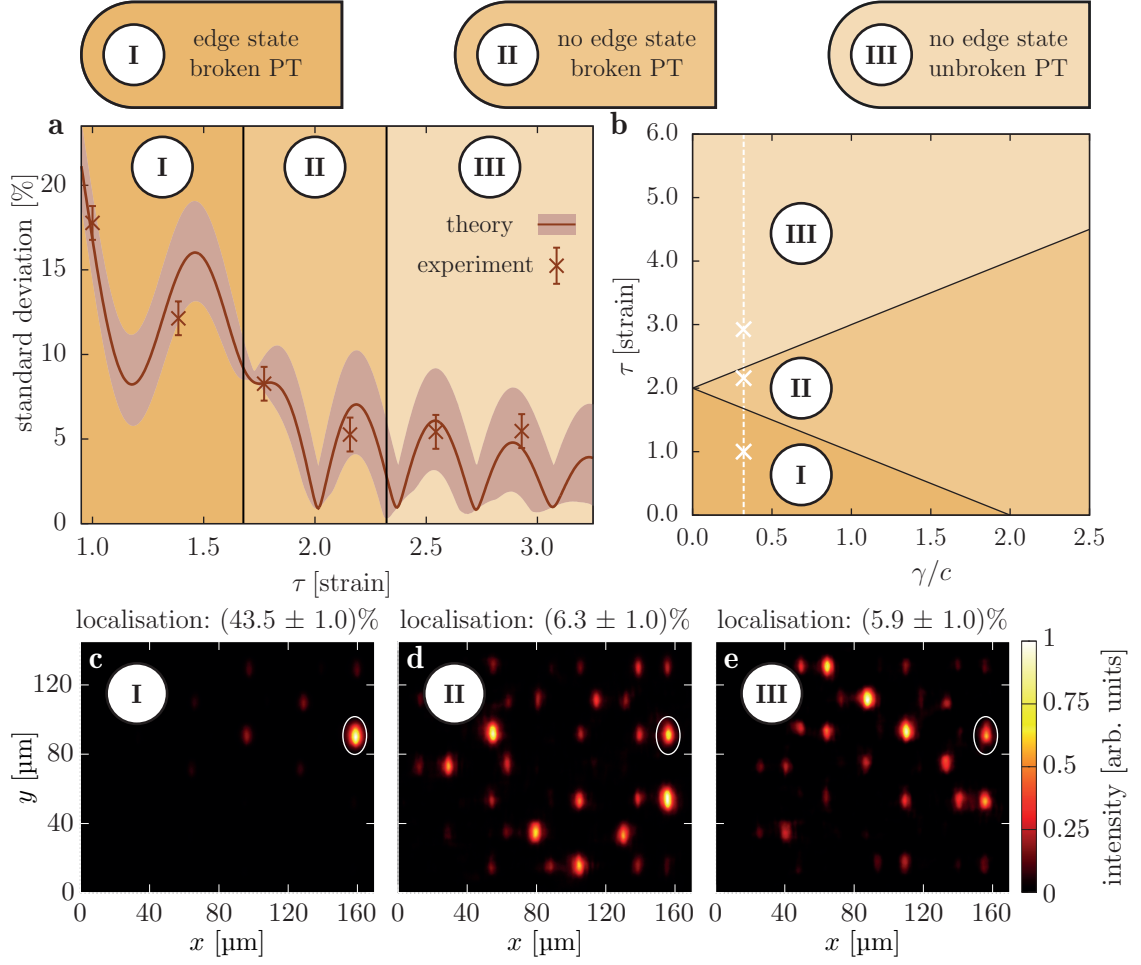 I
edge state
broken PT
II
no edge state
broken PT
III
no edge state
unbroken PT
a
I
II
III
theory
experiment
standard deviation [%]
20
15
10
5
0
1.0 1.5 2.0 2.5 3.0
τ [strain]
b
III
II
I
τ [strain]
6.0
5.0
4.0
3.0
2.0
1.0
0.0
0.0 0.5 1.0 1.5 2.0 2.5
γ/c
localisation: (43.5 ± 1.0)%
localisation: (6.3 ± 1.0)%
localisation: (5.9 ± 1.0)%
c
I
d
II
e
III
y [µm]
120
80
40
0
0 40 80 120 160
x [µm]
0 40 80 120 160
x [µm]
0 40 80 120 160
x [µm]
1
0.75
0.5
0.25
0
intensity [arb. units]